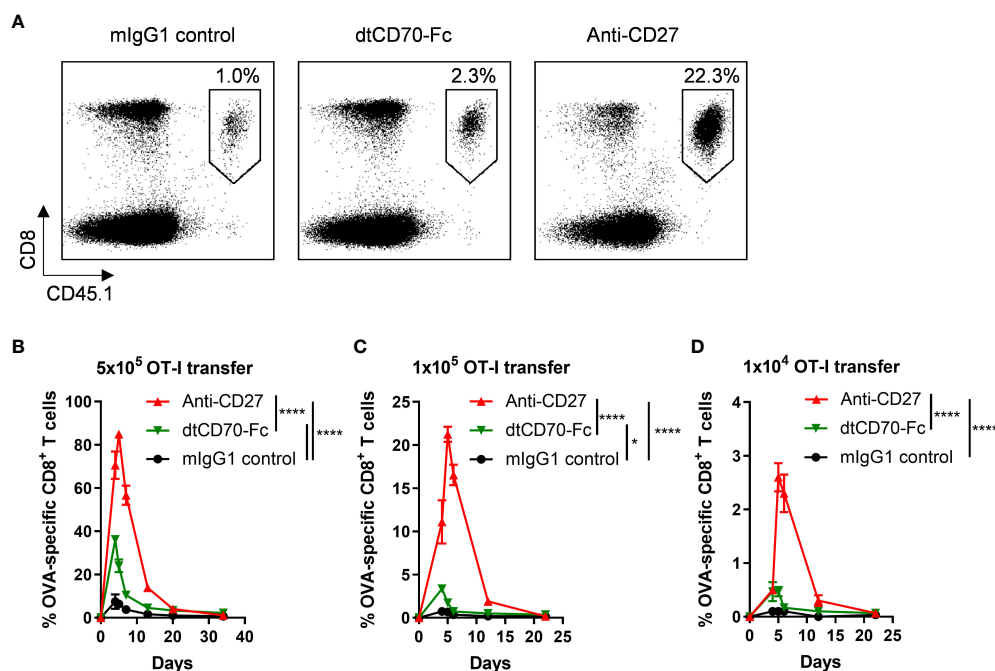 A
mIgG1 control
dtCD70-Fc
Anti-CD27
1.0%
2.3%
22.3%
CD8
CD45.1
B
5x10⁵ OT-I transfer
% OVA-specific CD8⁺ T cells
100
80
60
40
20
0
Anti-CD27
dtCD70-Fc
mIgG1 control
****
****
0 10 20 30 40
Days
C
1x10⁵ OT-I transfer
% OVA-specific CD8⁺ T cells
25
20
15
10
5
0
Anti-CD27
dtCD70-Fc
mIgG1 control
****
*
****
0 5 10 15 20 25
Days
D
1x10⁴ OT-I transfer
% OVA-specific CD8⁺ T cells
4
3
2
1
0
Anti-CD27
dtCD70-Fc
mIgG1 control
****
****
0 5 10 15 20 25
Days